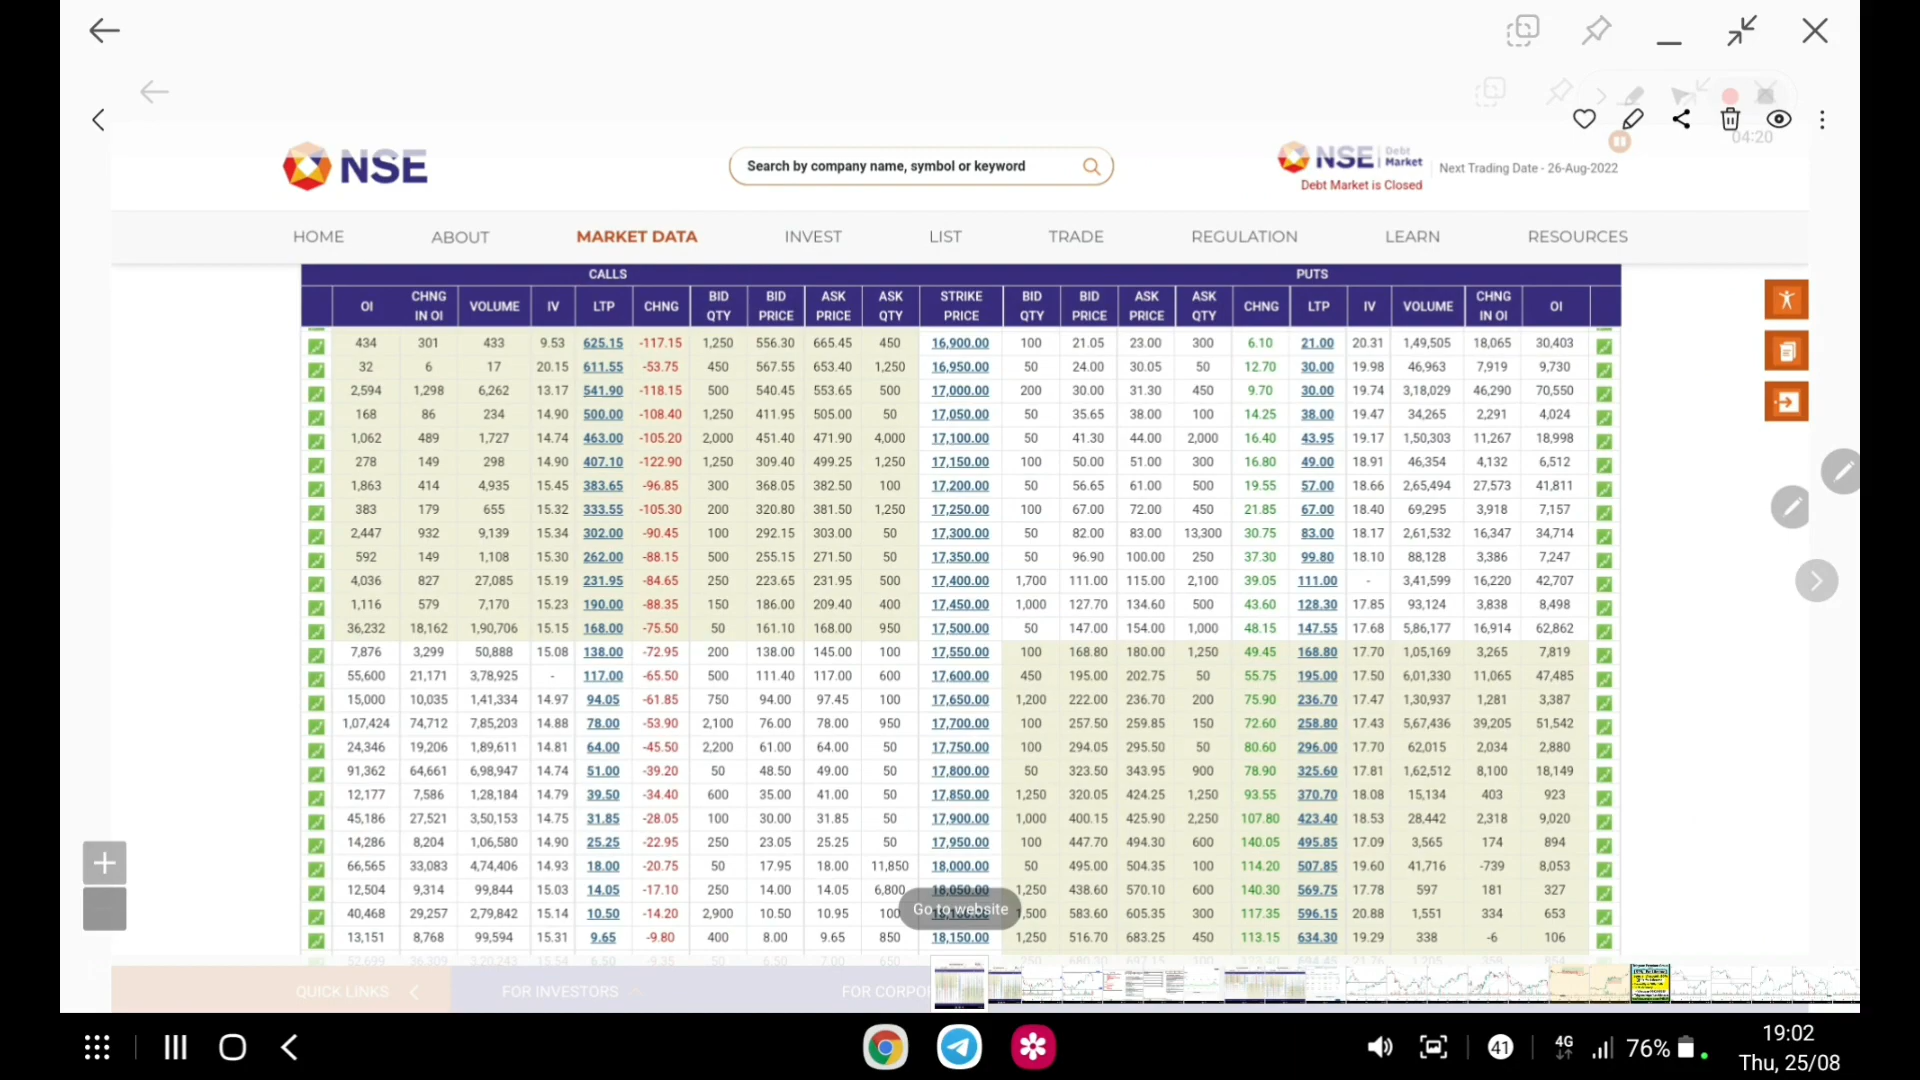 04:20
NSE
Search by company name, symbol or keyword
NSE Debt Market
Debt Market is Closed
Next Trading Date - 26-Aug-2022
HOME ABOUT MARKET DATA INVEST LIST TRADE REGULATION LEARN RESOURCES
CALLS PUTS
OI CHNG IN OI VOLUME IV LTP CHNG BID QTY BID PRICE ASK PRICE ASK QTY STRIKE PRICE BID QTY BID PRICE ASK PRICE ASK QTY CHNG LTP IV VOLUME CHNG IN OI OI
434 301 433 9.53 625.15 -117.15 1,250 556.30 665.45 450 16,900.00 100 21.05 23.00 300 6.10 21.00 20.31 1,49,505 18,065 30,403
32 6 17 20.15 611.55 -53.75 450 567.55 653.40 1,250 16,950.00 50 24.00 30.05 50 12.70 30.00 19.98 46,963 7,919 9,730
2,594 1,298 6,262 13.17 541.90 -118.15 500 540.45 553.65 500 17,000.00 200 30.00 31.30 450 9.70 30.00 19.74 3,18,029 46,290 70,550
168 86 234 14.90 500.00 -108.40 1,250 411.95 505.00 50 17,050.00 50 35.65 38.00 100 14.25 38.00 19.47 34,265 2,291 4,024
1,062 489 1,727 14.74 463.00 -105.20 2,000 451.40 471.90 4,000 17,100.00 50 41.30 44.00 2,000 16.40 43.95 19.17 1,50,303 11,267 18,998
278 149 298 14.90 407.10 -122.90 1,250 309.40 499.25 1,250 17,150.00 100 50.00 51.00 300 16.80 49.00 18.91 46,354 4,132 6,512
1,863 414 4,935 15.45 383.65 -96.85 300 368.05 382.50 100 17,200.00 50 56.65 61.00 500 19.55 57.00 18.66 2,65,494 27,573 41,811
383 179 655 15.32 333.55 -105.30 200 320.80 381.50 1,250 17,250.00 100 67.00 72.00 450 21.85 67.00 18.40 69,295 3,918 7,157
2,447 932 9,139 15.34 302.00 -90.45 100 292.15 303.00 50 17,300.00 50 82.00 83.00 13,300 30.75 83.00 18.17 2,61,532 16,347 34,714
592 149 1,108 15.30 262.00 -88.15 500 255.15 271.50 50 17,350.00 50 96.90 100.00 250 37.30 99.80 18.10 88,128 3,386 7,247
4,036 827 27,085 15.19 231.95 -84.65 250 223.65 231.95 500 17,400.00 1,700 111.00 115.00 2,100 39.05 111.00 - 3,41,599 16,220 42,707
1,116 579 7,170 15.23 190.00 -88.35 150 186.00 209.40 400 17,450.00 1,000 127.70 134.60 500 43.60 128.30 17.85 93,124 3,838 8,498
36,232 18,162 1,90,706 15.15 168.00 -75.50 50 161.10 168.00 950 17,500.00 50 147.00 154.00 1,000 48.15 147.55 17.68 5,86,177 16,914 62,862
7,876 3,299 50,888 15.08 138.00 -72.95 200 138.00 145.00 100 17,550.00 100 168.80 180.00 1,250 49.45 168.80 17.70 1,05,169 3,265 7,819
55,600 21,171 3,78,925 - 117.00 -65.50 500 111.40 117.00 600 17,600.00 450 195.00 202.75 50 55.75 195.00 17.50 6,01,330 11,065 47,485
15,000 10,035 1,41,334 14.97 94.05 -61.85 750 94.00 97.45 100 17,650.00 1,200 222.00 236.70 200 75.90 236.70 17.47 1,30,937 1,281 3,387
1,07,424 74,712 7,85,203 14.88 78.00 -53.90 2,100 76.00 78.00 950 17,700.00 100 257.50 259.85 150 72.60 258.80 17.43 5,67,436 39,205 51,542
24,346 19,206 1,89,611 14.81 64.00 -45.50 2,200 61.00 64.00 50 17,750.00 100 294.05 295.50 50 80.60 296.00 17.70 62,015 2,034 2,880
91,362 64,661 6,98,947 14.74 51.00 -39.20 50 48.50 49.00 50 17,800.00 50 323.50 343.95 900 78.90 325.60 17.81 1,62,512 8,100 18,149
12,177 7,586 1,28,184 14.79 39.50 -34.40 600 35.00 41.00 50 17,850.00 1,250 320.05 424.25 1,250 93.55 370.70 18.08 15,134 403 923
45,186 27,521 3,50,153 14.75 31.85 -28.05 100 30.00 31.85 50 17,900.00 1,000 400.15 425.90 2,250 107.80 423.40 18.53 28,442 2,318 9,020
14,286 8,204 1,06,580 14.90 25.25 -22.95 250 23.05 25.25 50 17,950.00 100 447.70 494.30 600 140.05 495.85 17.09 3,565 174 894
66,565 33,083 4,74,406 14.93 18.00 -20.75 50 17.95 18.00 11,850 18,000.00 50 495.00 504.35 100 114.20 507.85 19.60 41,716 -739 8,053
12,504 9,314 99,844 15.03 14.05 -17.10 250 14.00 14.05 6,800 18,050.00 1,250 438.60 570.10 600 140.30 569.75 17.78 597 181 327
40,468 29,257 2,79,842 15.14 10.50 -14.20 2,900 10.50 10.95 100 1,500 583.60 605.35 300 117.35 596.15 20.88 1,551 334 653
Go to website
13,151 8,768 99,594 15.31 9.65 -9.80 400 8.00 9.65 850 18,150.00 1,250 516.70 683.25 450 113.15 634.30 19.29 338 -6 106
52,699 36,309 3,20,243 15.54 6.50 -9.35 50 6.50 7.00 650
QUICK LINKS FOR INVESTORS FOR CORPO
41 4G 76% 19:02
Thu, 25/08